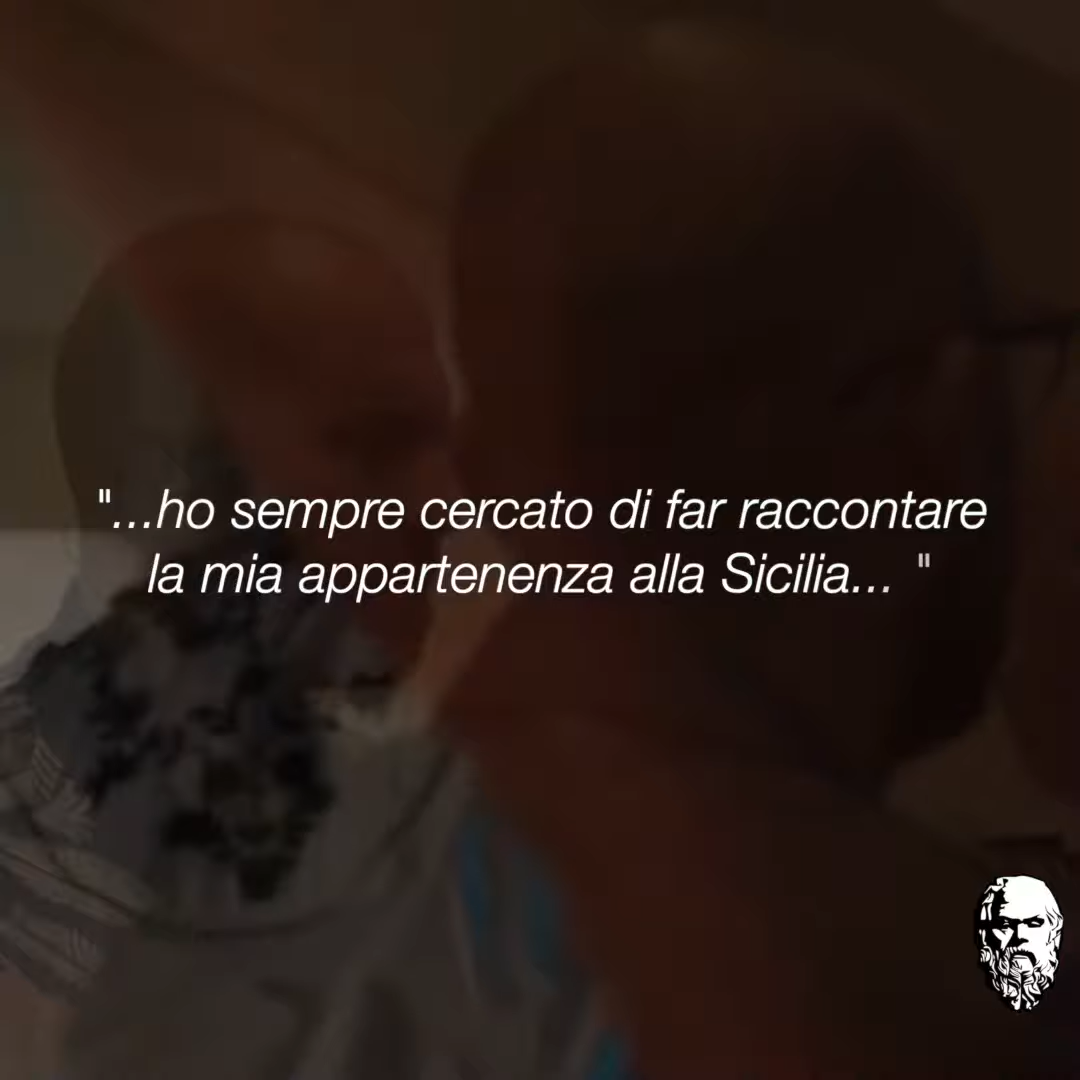 "...ho sempre cercato di far raccontare
la mia appartenenza alla Sicilia... "